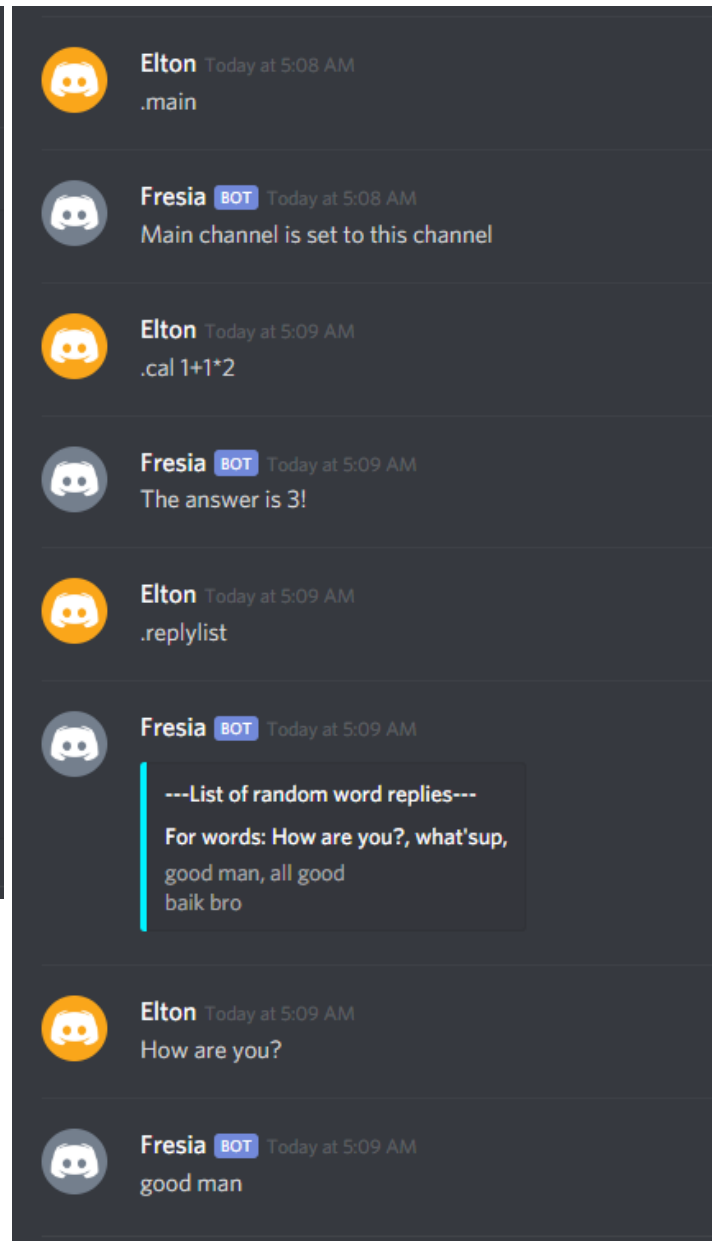 Elton Today at 5:08 AM
.main
Fresia BOT Today at 5:08 AM
Main channel is set to this channel
Elton Today at 5:09 AM
.cal 1+1*2
Fresia BOT Today at 5:09 AM
The answer is 3!
Elton Today at 5:09 AM
.replylist
Fresia BOT Today at 5:09 AM
---List of random word replies---
For words: How are you?, what'sup,
good man, all good
baik bro
Elton Today at 5:09 AM
How are you?
Fresia BOT Today at 5:09 AM
good man